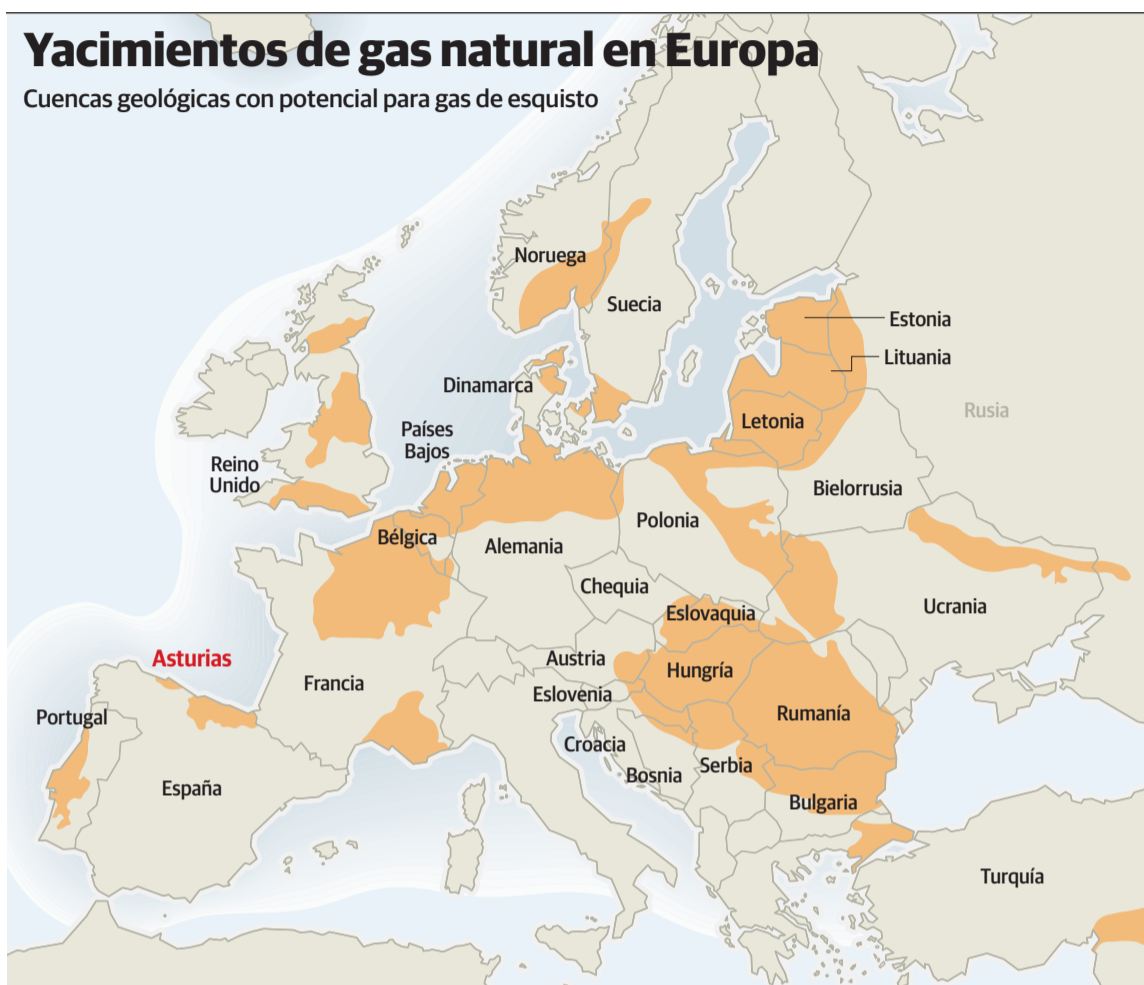 Yacimientos de gas natural en Europa
Cuencas geológicas con potencial para gas de esquisto
Noruega
Suecia
Estonia
Lituania
Dinamarca
Rusia
Letonia
Países
Bajos
Reino
Unido
Bielorrusia
Polonia
Bélgica
Alemania
Chequia
Ucrania
Eslovaquia
Asturias
Austria
Hungría
Francia
Eslovenia
Portugal
Rumanía
Croacia
Serbia
Bosnia
España
Bulgaria
Turquía